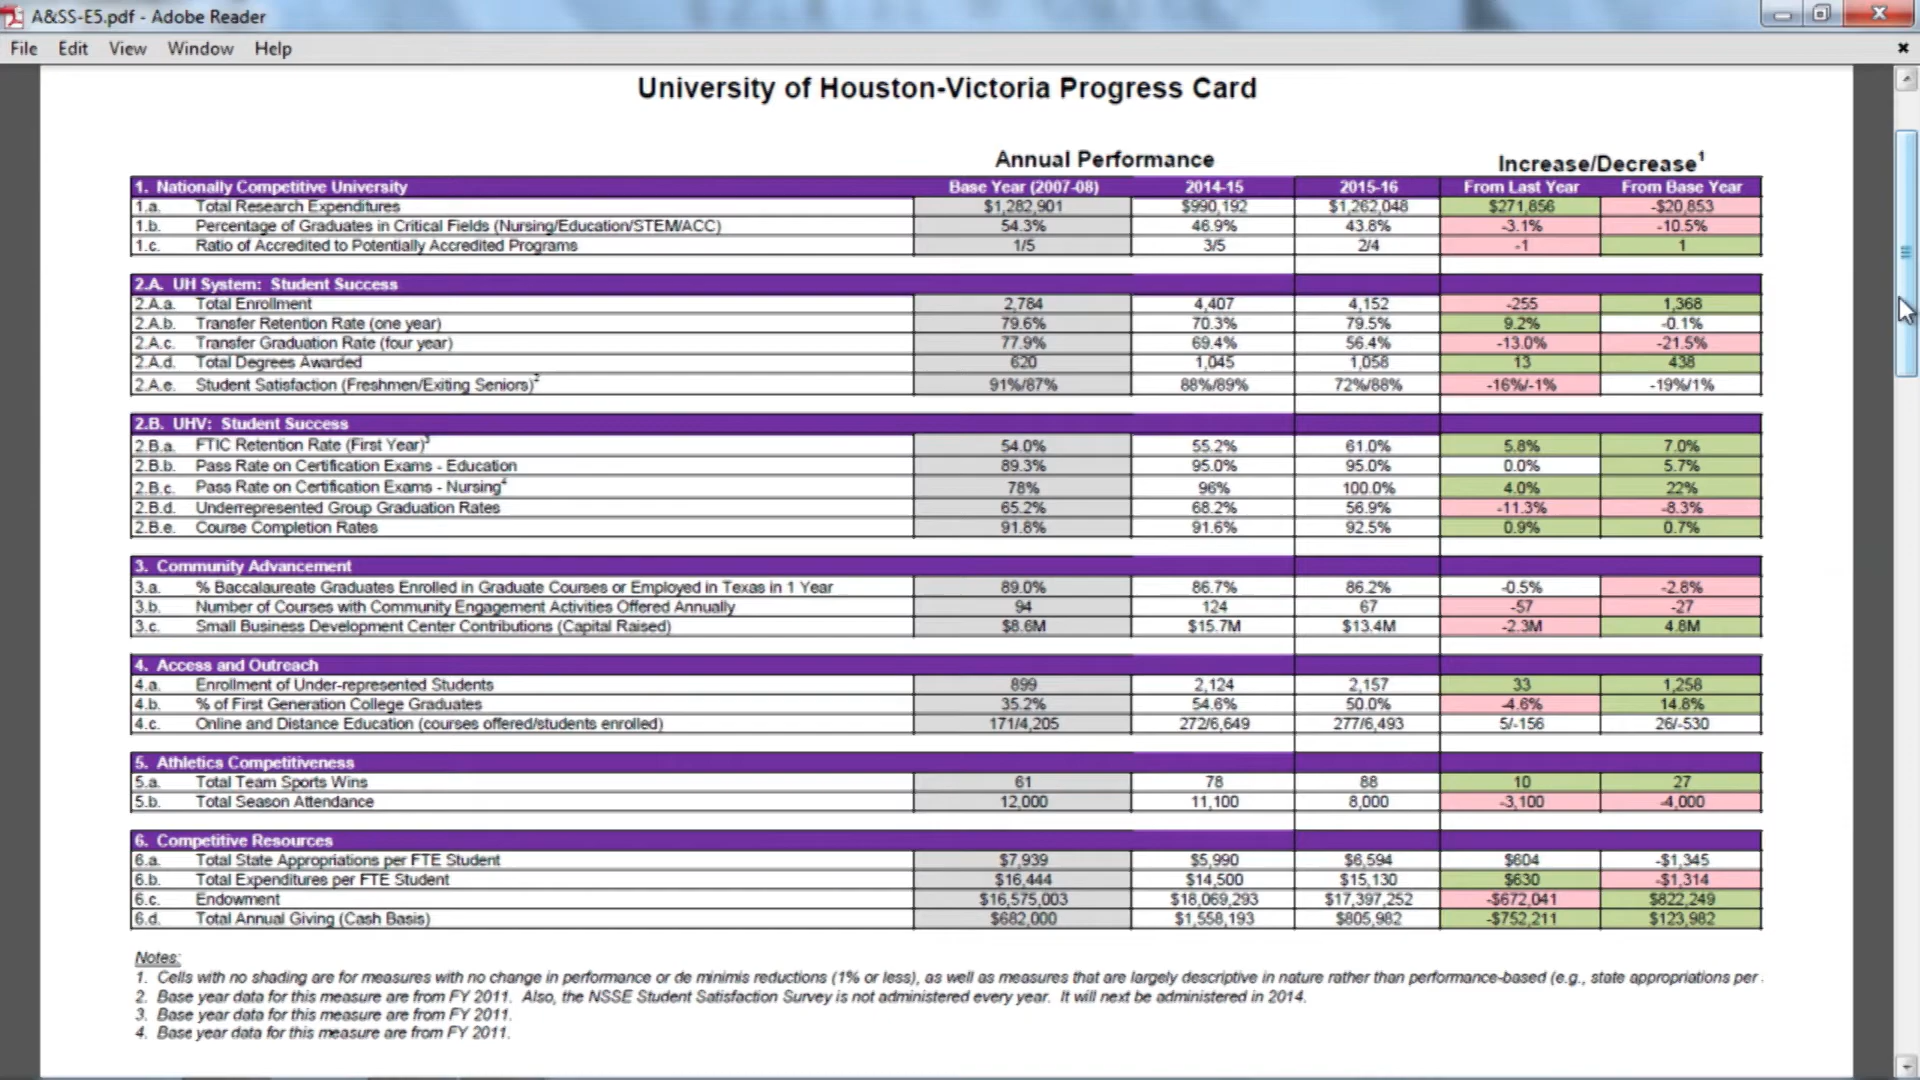 A&SS-E5.pdf - Adobe Reader
File Edit View Window Help
University of Houston-Victoria Progress Card
Annual Performance Increase/Decrease1
1. Nationally Competitive University Base Year (2007-08) 2014-15 2015-16 From Last Year From Base Year
1.a. Total Research Expenditures $1,282,901 $990,192 $1,262,048 $271,856 -$20,853
1.b. Percentage of Graduates in Critical Fields (Nursing/Education/STEM/ACC) 54.3% 46.9% 43.8% -3.1% -10.5%
1.c. Ratio of Accredited to Potentially Accredited Programs 1/5 3/5 2/4 -1 1
2.A. UH System: Student Success
2.A.a. Total Enrollment 2,784 4,407 4,152 -255 1,368
2.A.b. Transfer Retention Rate (one year) 79.6% 70.3% 79.5% 9.2% -0.1%
2.A.c. Transfer Graduation Rate (four year) 77.9% 69.4% 56.4% -13.0% -21.5%
2.A.d. Total Degrees Awarded 620 1,045 1,058 13 438
2.A.e. Student Satisfaction (Freshmen/Exiting Seniors)2 91%/87% 88%/89% 72%/88% -16%/-1% -19%/1%
2.B. UHV: Student Success
2.B.a. FTIC Retention Rate (First Year)3 54.0% 55.2% 61.0% 5.8% 7.0%
2.B.b. Pass Rate on Certification Exams - Education 89.3% 95.0% 95.0% 0.0% 5.7%
2.B.c. Pass Rate on Certification Exams - Nursing4 78% 96% 100.0% 4.0% 22%
2.B.d. Underrepresented Group Graduation Rates 65.2% 68.2% 56.9% -11.3% -8.3%
2.B.e. Course Completion Rates 91.8% 91.6% 92.5% 0.9% 0.7%
3. Community Advancement
3.a. % Baccalaureate Graduates Enrolled in Graduate Courses or Employed in Texas in 1 Year 89.0% 86.7% 86.2% -0.5% -2.8%
3.b. Number of Courses with Community Engagement Activities Offered Annually 94 124 67 -57 -27
3.c. Small Business Development Center Contributions (Capital Raised) $8.6M $15.7M $13.4M -2.3M 4.8M
4. Access and Outreach
4.a. Enrollment of Under-represented Students 899 2,124 2,157 33 1,258
4.b. % of First Generation College Graduates 35.2% 54.6% 50.0% -4.6% 14.8%
4.c. Online and Distance Education (courses offered/students enrolled) 171/4,205 272/6,649 277/6,493 5/-156 26/-530
5. Athletics Competitiveness
5.a. Total Team Sports Wins 61 78 88 10 27
5.b. Total Season Attendance 12,000 11,100 8,000 -3,100 -4,000
6. Competitive Resources
6.a. Total State Appropriations per FTE Student $7,939 $5,990 $6,594 $604 -$1,345
6.b. Total Expenditures per FTE Student $16,444 $14,500 $15,130 $630 -$1,314
6.c. Endowment $16,575,003 $18,069,293 $17,397,252 -$672,041 $822,249
6.d. Total Annual Giving (Cash Basis) $682,000 $1,558,193 $805,982 -$752,211 $123,982
Notes:
1. Cells with no shading are for measures with no change in performance or de minimis reductions (1% or less), as well as measures that are largely descriptive in nature rather than performance-based (e.g., state appropriations per
2. Base year data for this measure are from FY 2011. Also, the NSSE Student Satisfaction Survey is not administered every year. It will next be administered in 2014.
3. Base year data for this measure are from FY 2011.
4. Base year data for this measure are from FY 2011.